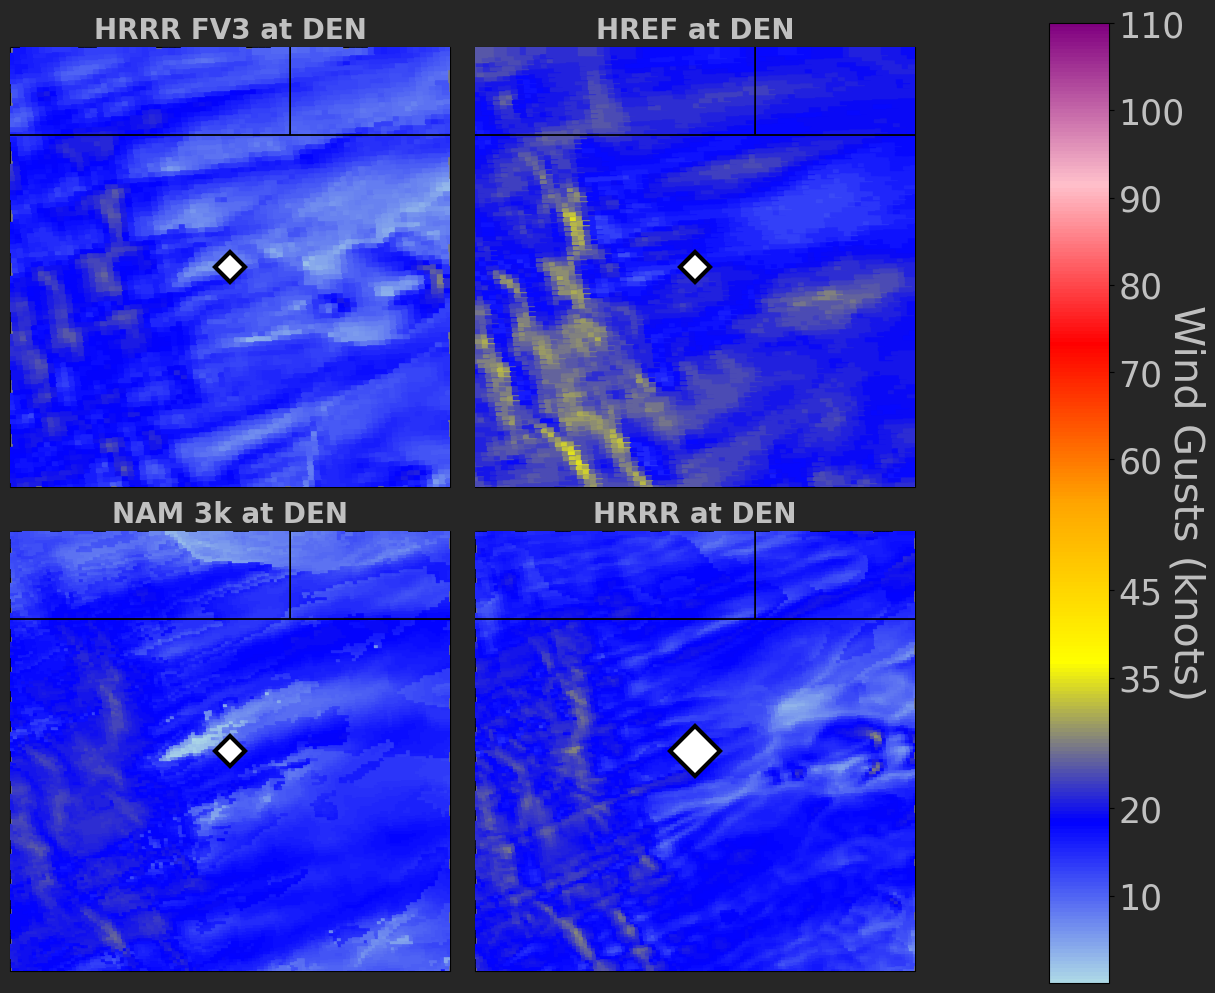 HRRR FV3 at DEN
HREF at DEN
NAM 3k at DEN
HRRR at DEN
110
100
90
80
70
60
45
35
20
10
Wind Gusts (knots)